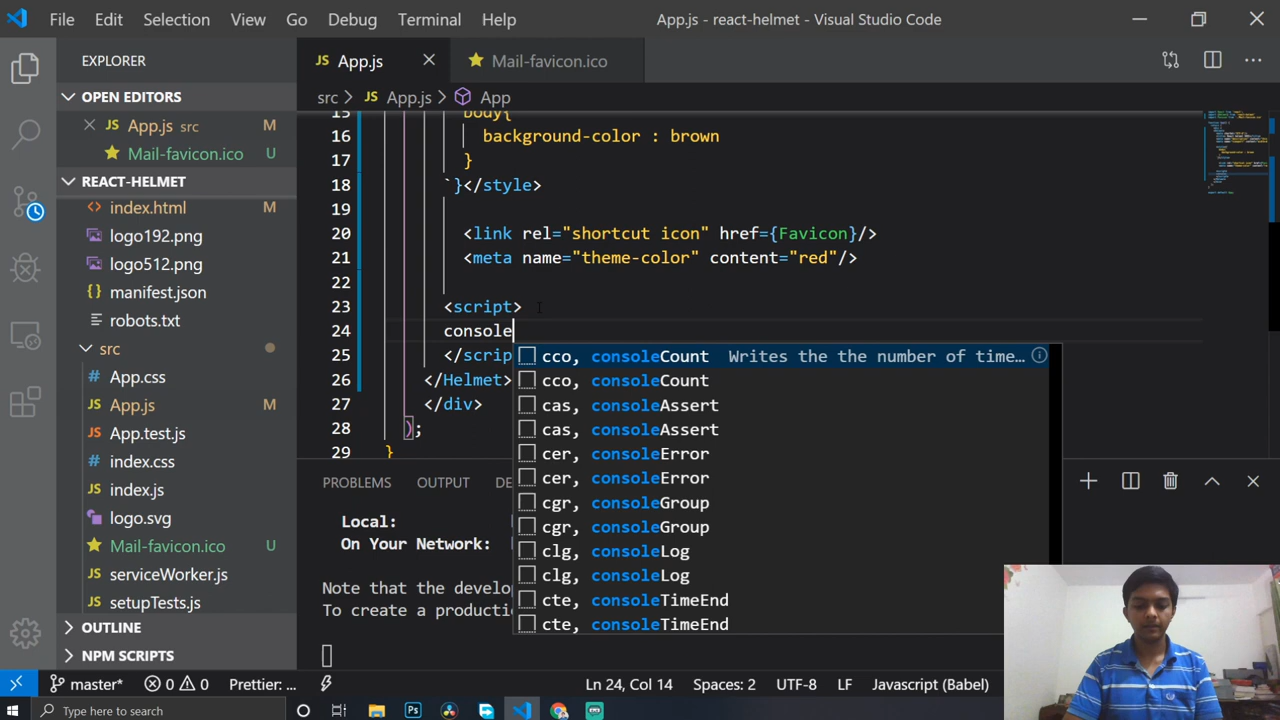 File Edit Selection View Go Debug Terminal Help App.js - react-helmet - Visual Studio Code
EXPLORER
OPEN EDITORS
JS App.js src M
Mail-favicon.ico U
REACT-HELMET
index.html M
logo192.png
logo512.png
{} manifest.json
robots.txt
src
# App.css
JS App.js M
JS App.test.js
# index.css
JS index.js
logo.svg
Mail-favicon.ico U
JS serviceWorker.js
JS setupTests.js
OUTLINE
NPM SCRIPTS
JS App.js Mail-favicon.ico
src > JS App.js > App
15 body{
16 background-color : brown
17 }
18 `}</style>
19
20 <link rel="shortcut icon" href={Favicon}/>
21 <meta name="theme-color" content="red"/>
22
23 <script>
24 console
25 </scrip
26 </Helmet>
27 </div>
28 );
29 }
cco, consoleCount Writes the the number of time…
cco, consoleCount
cas, consoleAssert
cas, consoleAssert
cer, consoleError
cer, consoleError
cgr, consoleGroup
cgr, consoleGroup
clg, consoleLog
clg, consoleLog
cte, consoleTimeEnd
cte, consoleTimeEnd
PROBLEMS OUTPUT DE
Local:
On Your Network:
Note that the develo
To create a producti
master* 0 0 Prettier: ... Ln 24, Col 14 Spaces: 2 UTF-8 LF Javascript (Babel)
Type here to search Ps